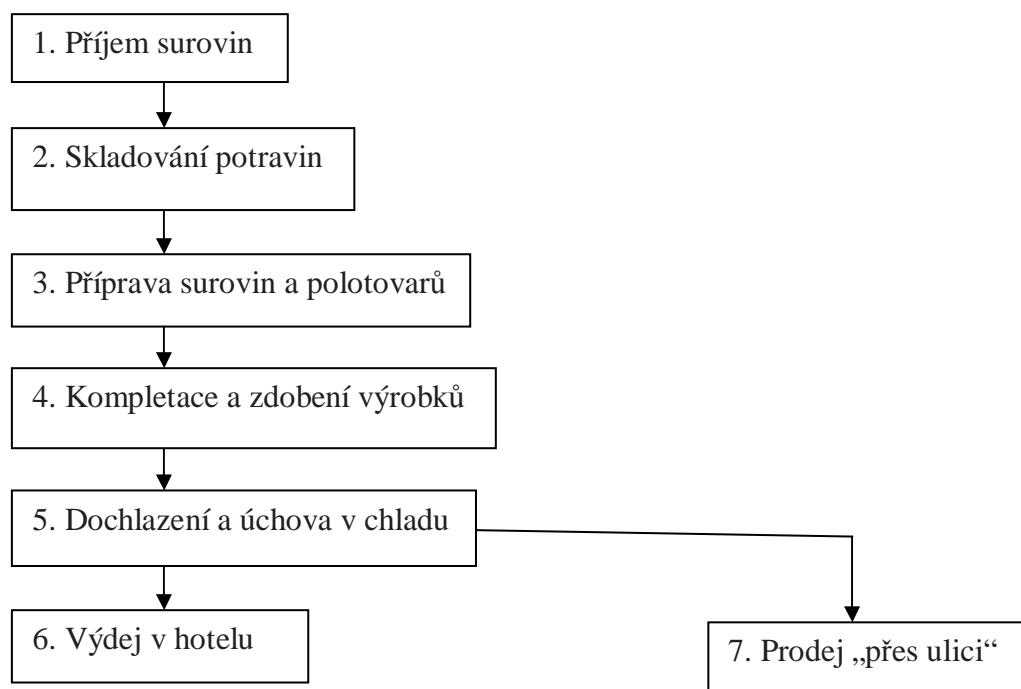 1. Příjem surovin
2. Skladování potravin
3. Příprava surovin a polotovarů
4. Kompletace a zdobení výrobků
5. Dochlazení a úchova v chladu
6. Výdej v hotelu
7. Prodej „přes ulici“